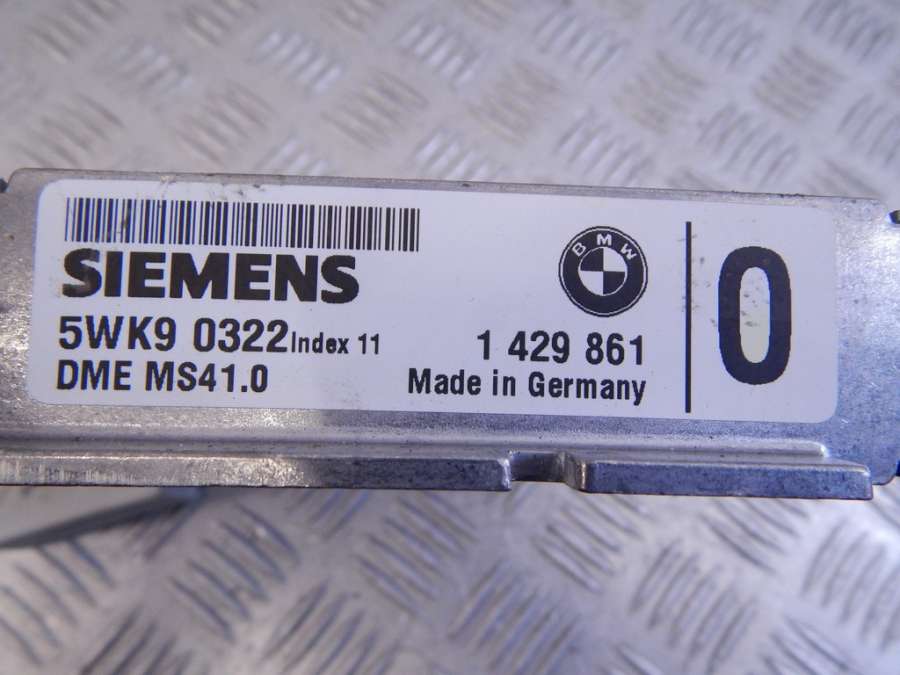 SIEMENS
BMW
0
5WK9 0322 Index 11
1 429 861
DME MS41.0
Made in Germany